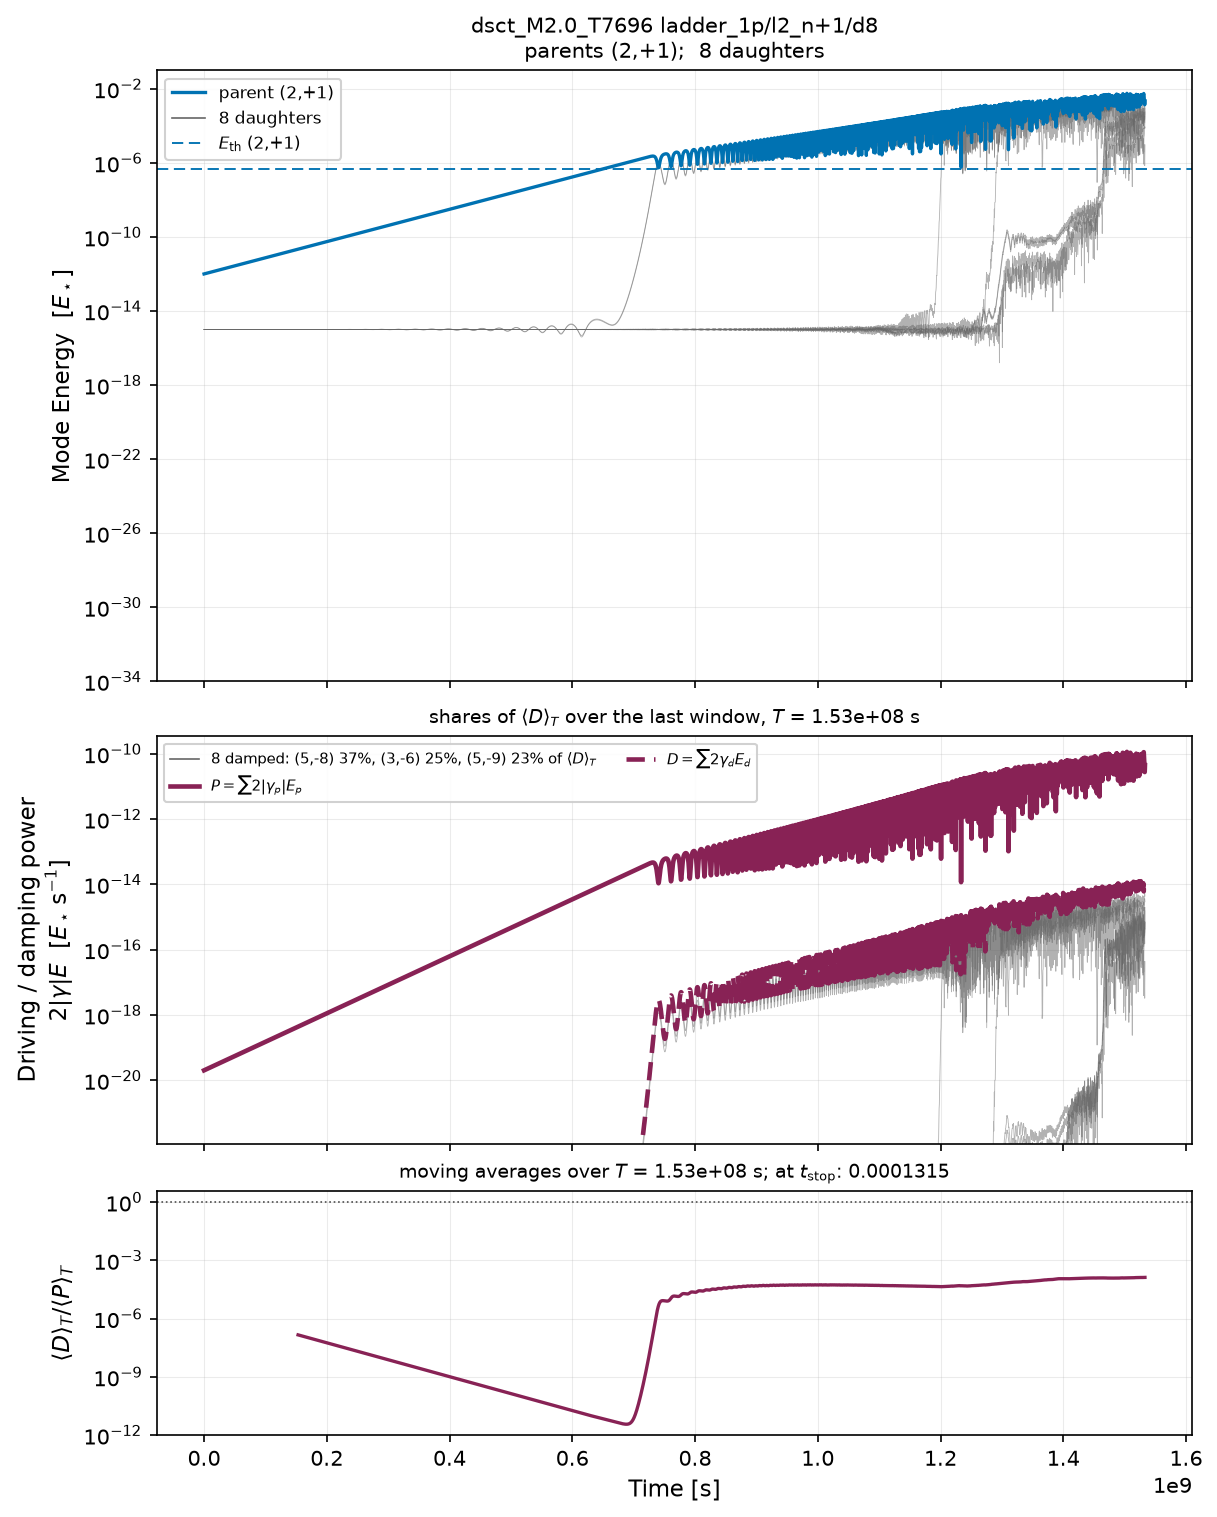 dsct_M2.0_T7696 ladder_1p/l2_n+1/d8
parents (2,+1);  8 daughters
parent (2,+1)
8 daughters
E_th (2,+1)
10^−2
10^−6
10^−10
10^−14
10^−18
10^−22
10^−26
10^−30
10^−34
Mode Energy [E⋆]
shares of ⟨D⟩_T over the last window, T = 1.53e+08 s
8 damped: (5,-8) 37%, (3,-6) 25%, (5,-9) 23% of ⟨D⟩_T
P = ∑2|γ_p|E_p
D = ∑2γ_d E_d
10^−10
10^−12
10^−14
10^−16
10^−18
10^−20
Driving / damping power
2|γ|E [E⋆ s^−1]
moving averages over T = 1.53e+08 s; at t_stop: 0.0001315
10^0
10^−3
10^−6
10^−9
10^−12
⟨D⟩_T/⟨P⟩_T
0.0 0.2 0.4 0.6 0.8 1.0 1.2 1.4 1.6
1e9
Time [s]